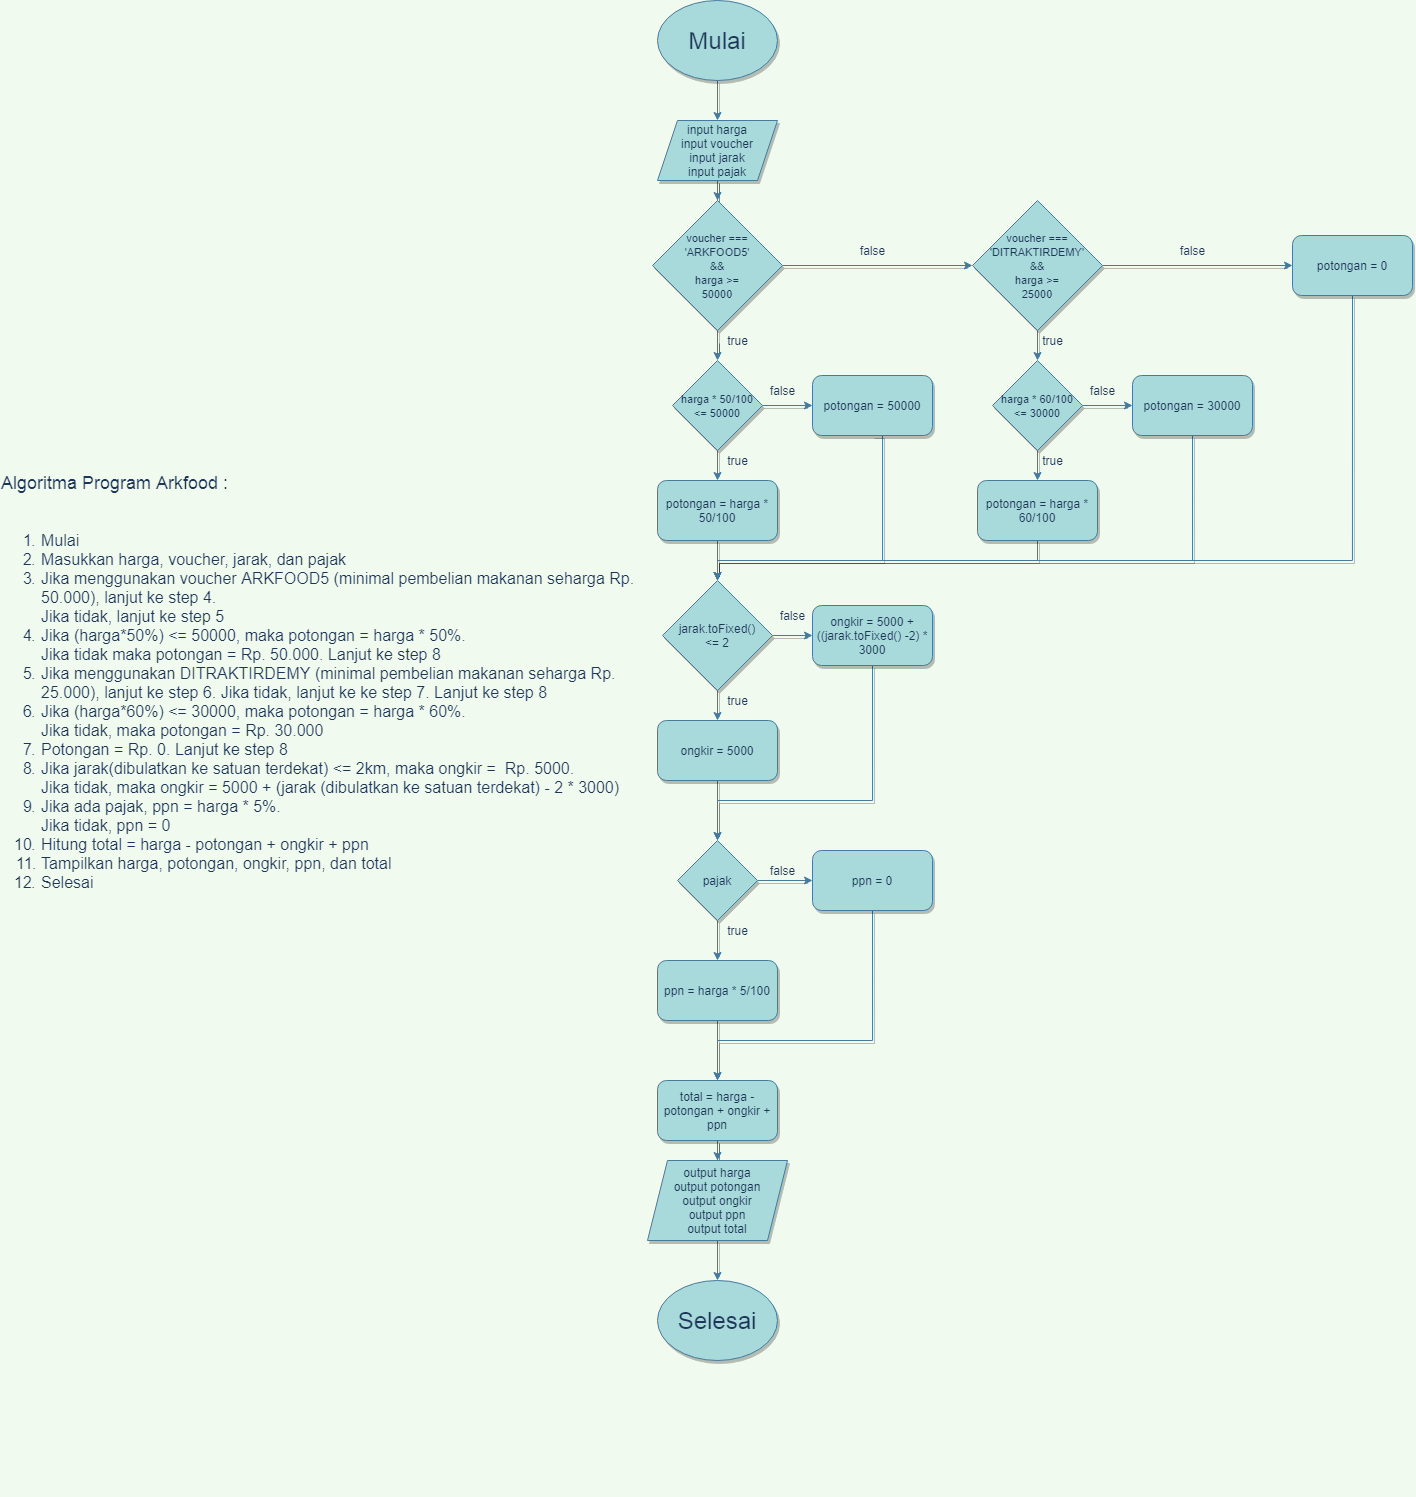 Mulai
input harga
input voucher
input jarak
input pajak
voucher ===
'ARKFOOD5'
&&
harga >=
50000
false
voucher ===
'DITRAKTIRDEMY'
&&
harga >=
25000
false
potongan = 0
true
true
harga * 50/100
<= 50000
false
potongan = 50000
harga * 60/100
<= 30000
false
potongan = 30000
true
true
potongan = harga *
50/100
potongan = harga *
60/100
Algoritma Program Arkfood :
1. Mulai
2. Masukkan harga, voucher, jarak, dan pajak
3. Jika menggunakan voucher ARKFOOD5 (minimal pembelian makanan seharga Rp.
50.000), lanjut ke step 4.
Jika tidak, lanjut ke step 5
4. Jika (harga*50%) <= 50000, maka potongan = harga * 50%.
Jika tidak maka potongan = Rp. 50.000. Lanjut ke step 8
5. Jika menggunakan DITRAKTIRDEMY (minimal pembelian makanan seharga Rp.
25.000), lanjut ke step 6. Jika tidak, lanjut ke ke step 7. Lanjut ke step 8
6. Jika (harga*60%) <= 30000, maka potongan = harga * 60%.
Jika tidak, maka potongan = Rp. 30.000
7. Potongan = Rp. 0. Lanjut ke step 8
8. Jika jarak(dibulatkan ke satuan terdekat) <= 2km, maka ongkir =  Rp. 5000.
Jika tidak, maka ongkir = 5000 + (jarak (dibulatkan ke satuan terdekat) - 2 * 3000)
9. Jika ada pajak, ppn = harga * 5%.
Jika tidak, ppn = 0
10. Hitung total = harga - potongan + ongkir + ppn
11. Tampilkan harga, potongan, ongkir, ppn, dan total
12. Selesai
jarak.toFixed()
<= 2
false
ongkir = 5000 +
((jarak.toFixed() -2) *
3000
true
ongkir = 5000
pajak
false
ppn = 0
true
ppn = harga * 5/100
total = harga -
potongan + ongkir +
ppn
output harga
output potongan
output ongkir
output ppn
output total
Selesai